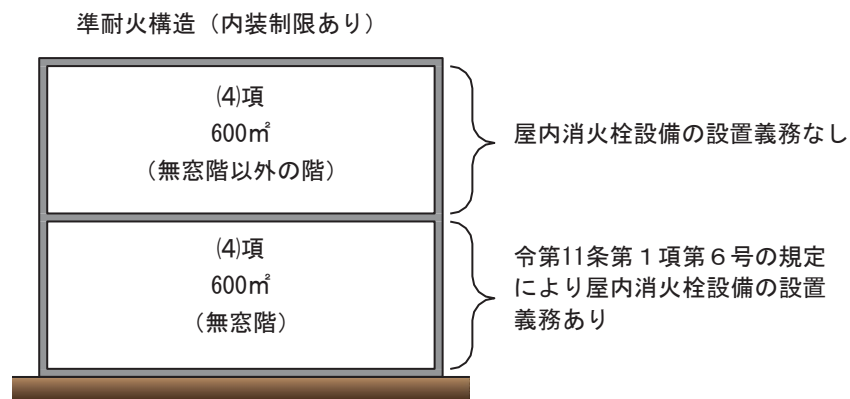 準耐火構造（内装制限あり）
⑷項
600㎡
（無窓階以外の階）
屋内消火栓設備の設置義務なし
⑷項
600㎡
（無窓階）
令第11条第１項第６号の規定
により屋内消火栓設備の設置
義務あり